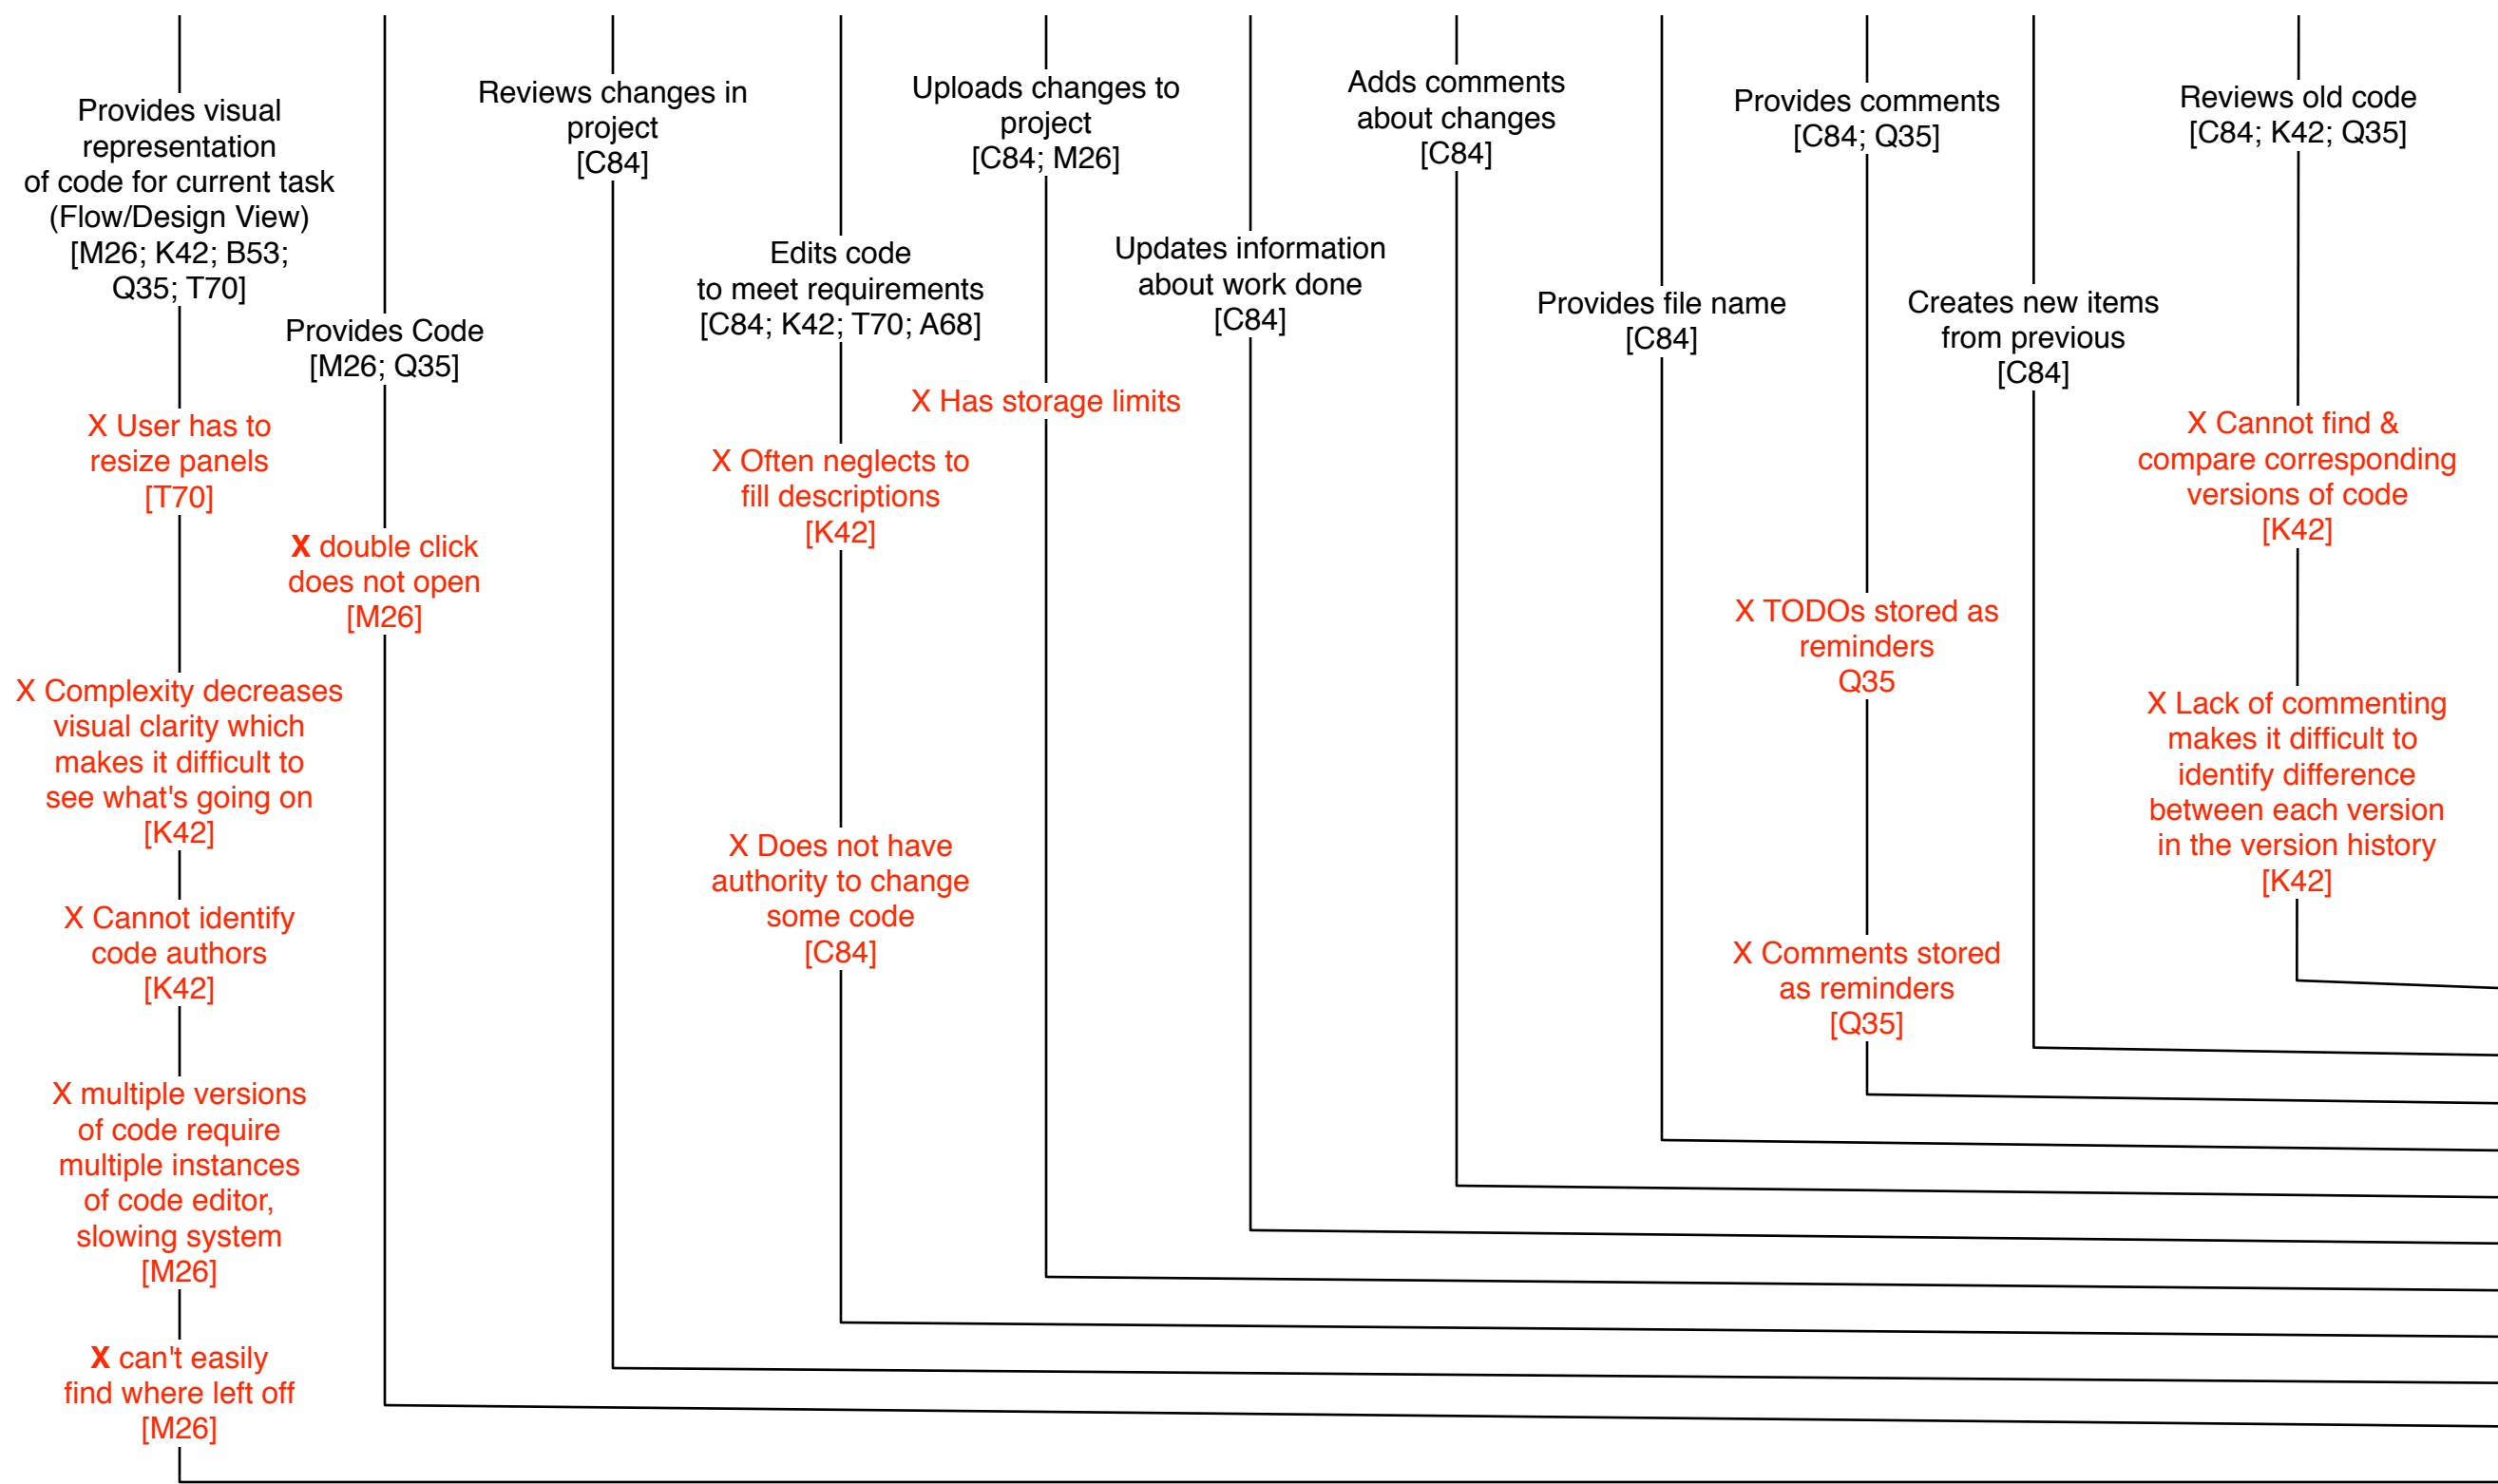 Provides visual
representation
of code for current task
(Flow/Design View)
[M26; K42; B53;
Q35; T70]
X User has to
resize panels
[T70]
X Complexity decreases
visual clarity which
makes it difficult to
see what's going on
[K42]
X Cannot identify
code authors
[K42]
X multiple versions
of code require
multiple instances
of code editor,
slowing system
[M26]
X can't easily
find where left off
[M26]
Provides Code
[M26; Q35]
X double click
does not open
[M26]
Reviews changes in
project
[C84]
Edits code
to meet requirements
[C84; K42; T70; A68]
X Often neglects to
fill descriptions
[K42]
X Does not have
authority to change
some code
[C84]
Uploads changes to
project
[C84; M26]
X Has storage limits
Updates information
about work done
[C84]
Adds comments
about changes
[C84]
Provides file name
[C84]
Provides comments
[C84; Q35]
X TODOs stored as
reminders
Q35
X Comments stored
as reminders
[Q35]
Creates new items
from previous
[C84]
Reviews old code
[C84; K42; Q35]
X Cannot find &
compare corresponding
versions of code
[K42]
X Lack of commenting
makes it difficult to
identify difference
between each version
in the version history
[K42]